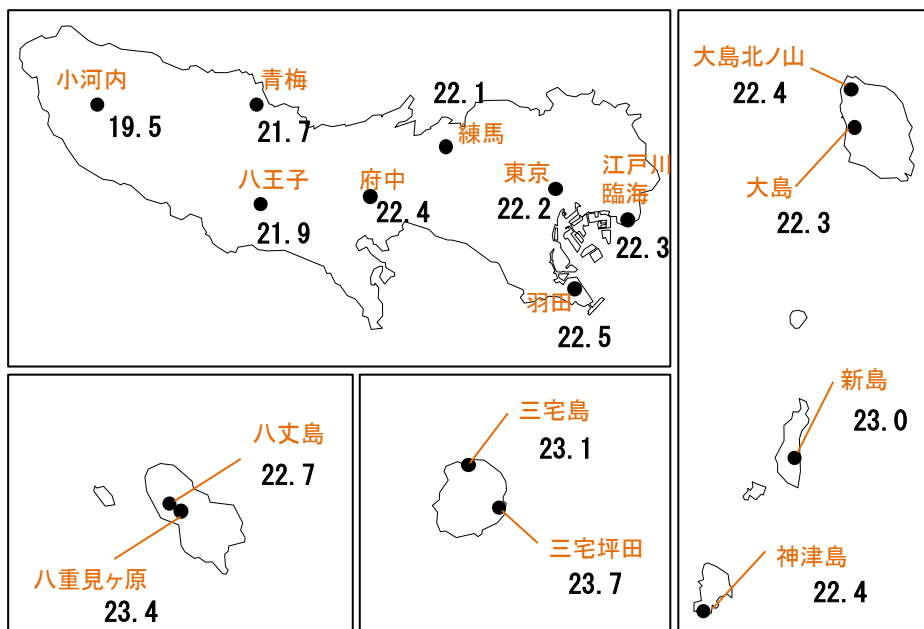 小河内
19.5
青梅
21.7
22.1
練馬
八王子
21.9
府中
22.4
東京
22.2
江戸川
臨海
22.3
羽田
22.5
大島北ノ山
22.4
大島
22.3
新島
23.0
神津島
22.4
八丈島
22.7
八重見ヶ原
23.4
三宅島
23.1
三宅坪田
23.7